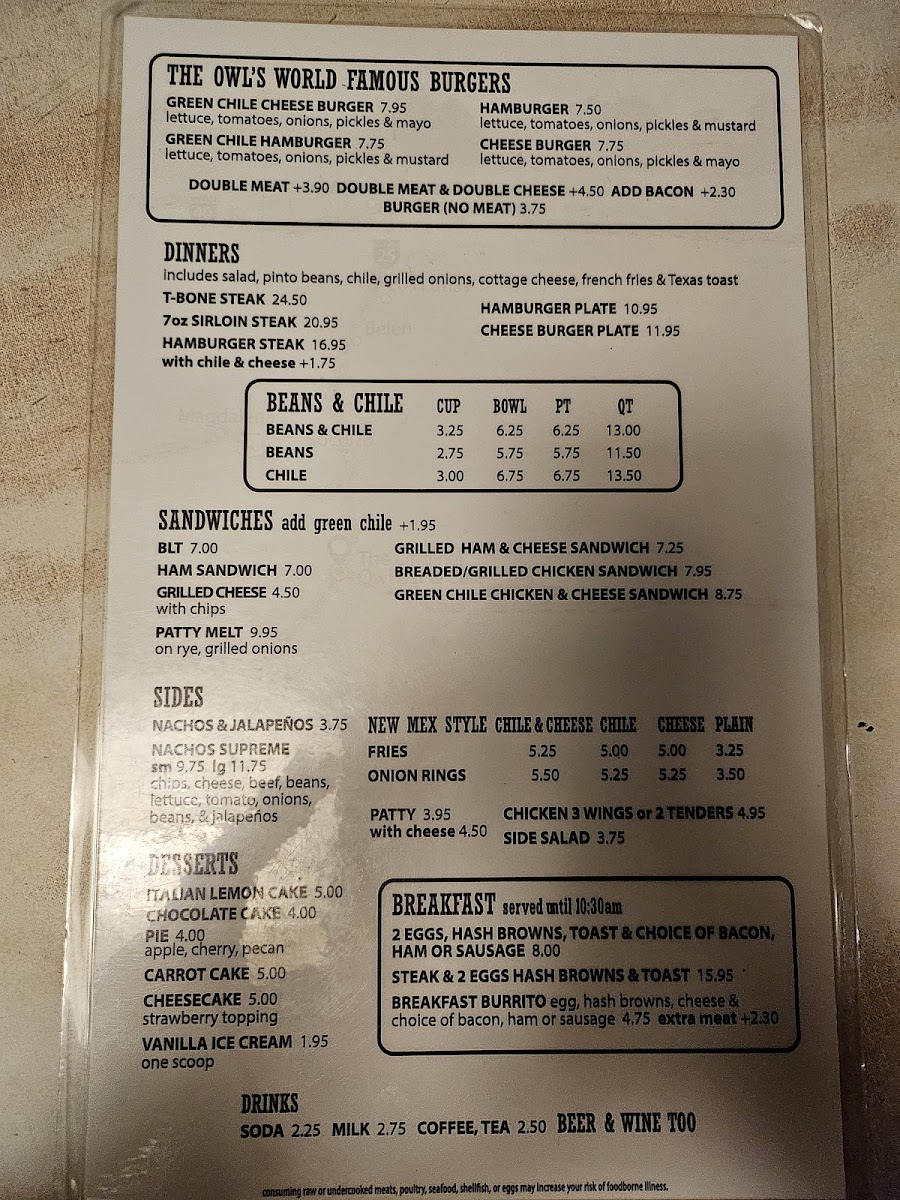 THE OWL'S WORLD FAMOUS BURGERS
GREEN CHILE CHEESE BURGER 7.95
lettuce, tomatoes, onions, pickles & mayo
GREEN CHILE HAMBURGER 7.75
lettuce, tomatoes, onions, pickles & mustard
HAMBURGER 7.50
lettuce, tomatoes, onions, pickles & mustard
CHEESE BURGER 7.75
lettuce, tomatoes, onions, pickles & mayo
DOUBLE MEAT +3.90 DOUBLE MEAT & DOUBLE CHEESE +4.50 ADD BACON +2.30
BURGER (NO MEAT) 3.75
DINNERS
includes salad, pinto beans, chile, grilled onions, cottage cheese, french fries & Texas toast
T-BONE STEAK 24.50
7oz SIRLOIN STEAK 20.95
HAMBURGER STEAK 16.95
with chile & cheese +1.75
HAMBURGER PLATE 10.95
CHEESE BURGER PLATE 11.95
BEANS & CHILE CUP BOWL PT QT
BEANS & CHILE 3.25 6.25 6.25 13.00
BEANS 2.75 5.75 5.75 11.50
CHILE 3.00 6.75 6.75 13.50
SANDWICHES add green chile +1.95
BLT 7.00
HAM SANDWICH 7.00
GRILLED CHEESE 4.50
with chips
PATTY MELT 9.95
on rye, grilled onions
GRILLED HAM & CHEESE SANDWICH 7.25
BREADED/GRILLED CHICKEN SANDWICH 7.95
GREEN CHILE CHICKEN & CHEESE SANDWICH 8.75
SIDES
NACHOS & JALAPEÑOS 3.75
NACHOS SUPREME
sm 9.75 lg 11.75
chips, cheese, beef, beans,
lettuce, tomato, onions,
beans, & jalapeños
NEW MEX STYLE CHILE & CHEESE CHILE CHEESE PLAIN
FRIES 5.25 5.00 5.00 3.25
ONION RINGS 5.50 5.25 5.25 3.50
PATTY 3.95
with cheese 4.50
CHICKEN 3 WINGS or 2 TENDERS 4.95
SIDE SALAD 3.75
DESSERTS
ITALIAN LEMON CAKE 5.00
CHOCOLATE CAKE 4.00
PIE 4.00
apple, cherry, pecan
CARROT CAKE 5.00
CHEESECAKE 5.00
strawberry topping
VANILLA ICE CREAM 1.95
one scoop
BREAKFAST served until 10:30am
2 EGGS, HASH BROWNS, TOAST & CHOICE OF BACON,
HAM OR SAUSAGE 8.00
STEAK & 2 EGGS HASH BROWNS & TOAST 15.95
BREAKFAST BURRITO egg, hash browns, cheese &
choice of bacon, ham or sausage 4.75 extra meat +2.30
DRINKS
SODA 2.25 MILK 2.75 COFFEE, TEA 2.50 BEER & WINE TOO
consuming raw or undercooked meats, poultry, seafood, shellfish, or eggs may increase your risk of foodborne illness.